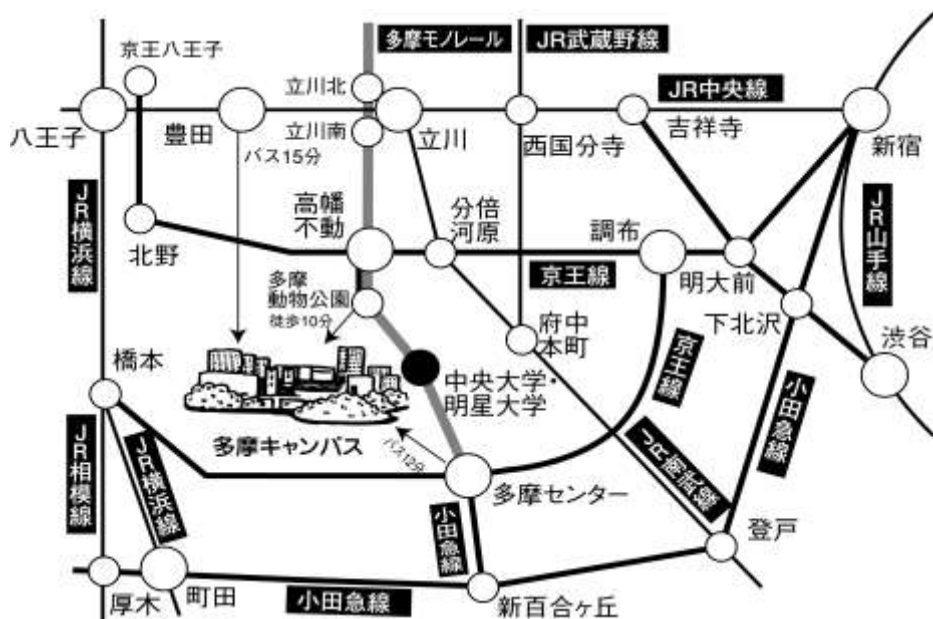 多摩モノレール
JR武蔵野線
京王八王子
立川北
JR中央線
八王子
豊田
立川南
立川
西国分寺
吉祥寺
新宿
バス15分
JR横浜線
高幡
不動
分倍
河原
調布
JR山手線
北野
京王線
明大前
多摩
動物公園
徒歩10分
府中
本町
下北沢
渋谷
橋本
中央大学・
明星大学
京王線
小田急線
JR相模線
JR横浜線
多摩キャンパス
バス12分
多摩センター
JR南武線
小田急線
登戸
厚木
町田
小田急線
新百合ヶ丘